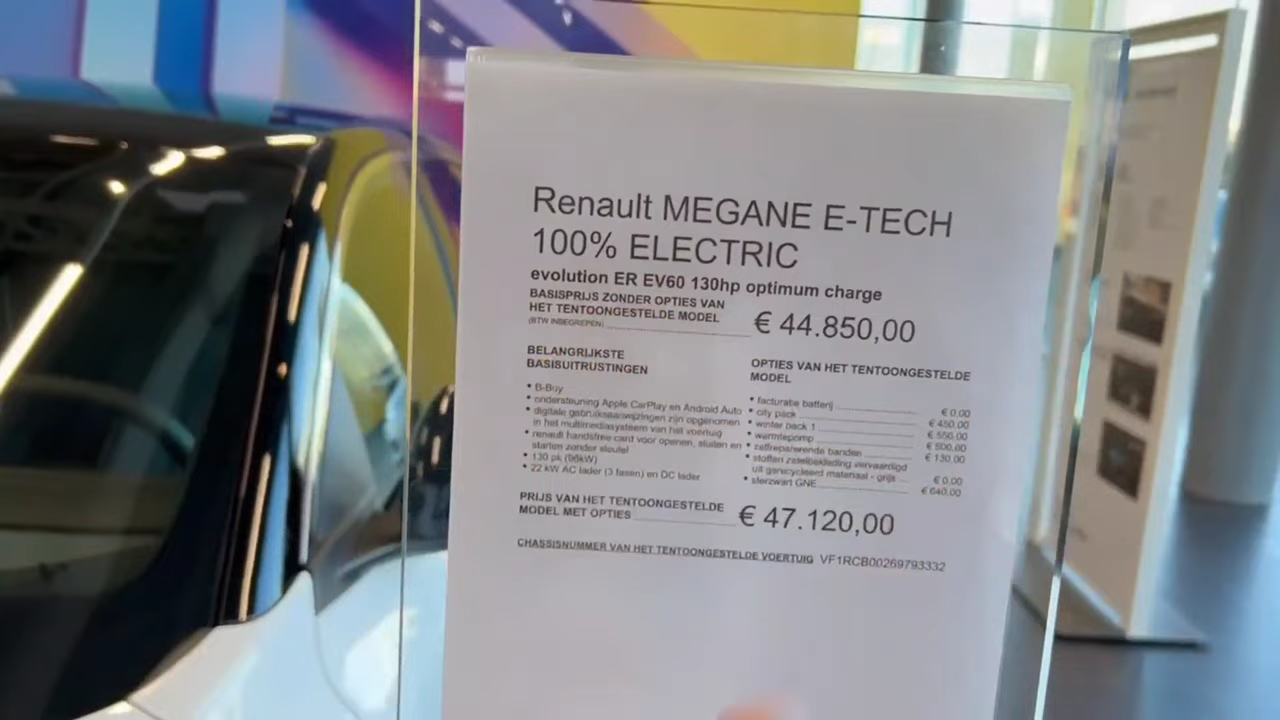 Renault MEGANE E-TECH
100% ELECTRIC
evolution ER EV60 130hp optimum charge
BASISPRIJS ZONDER OPTIES VAN
HET TENTOONGESTELDE MODEL
(BTW INBEGREPEN) € 44.850,00
BELANGRIJKSTE
BASISUITRUSTINGEN
• B-Buy
• ondersteuning Apple CarPlay en Android Auto
• digitale gebruiksaanwijzingen zijn opgenomen
in het multimediasysteem van het voertuig
• renault handsfree card voor openen, sluiten en
starten zonder sleutel
• 130 pk (96kW)
• 22 kW AC lader (3 fasen) en DC lader
OPTIES VAN HET TENTOONGESTELDE
MODEL
• facturatie batterij € 0,00
• city pack € 450,00
• winter pack 1 € 550,00
• warmtepomp € 500,00
• zelfreparerende banden € 130,00
• stoffen zetelbekleding vervaardigd
uit gerecycleerd materiaal - grijs € 0,00
• sterzwart GNE € 640,00
PRIJS VAN HET TENTOONGESTELDE
MODEL MET OPTIES € 47.120,00
CHASSISNUMMER VAN HET TENTOONGESTELDE VOERTUIG VF1RCB00269793332